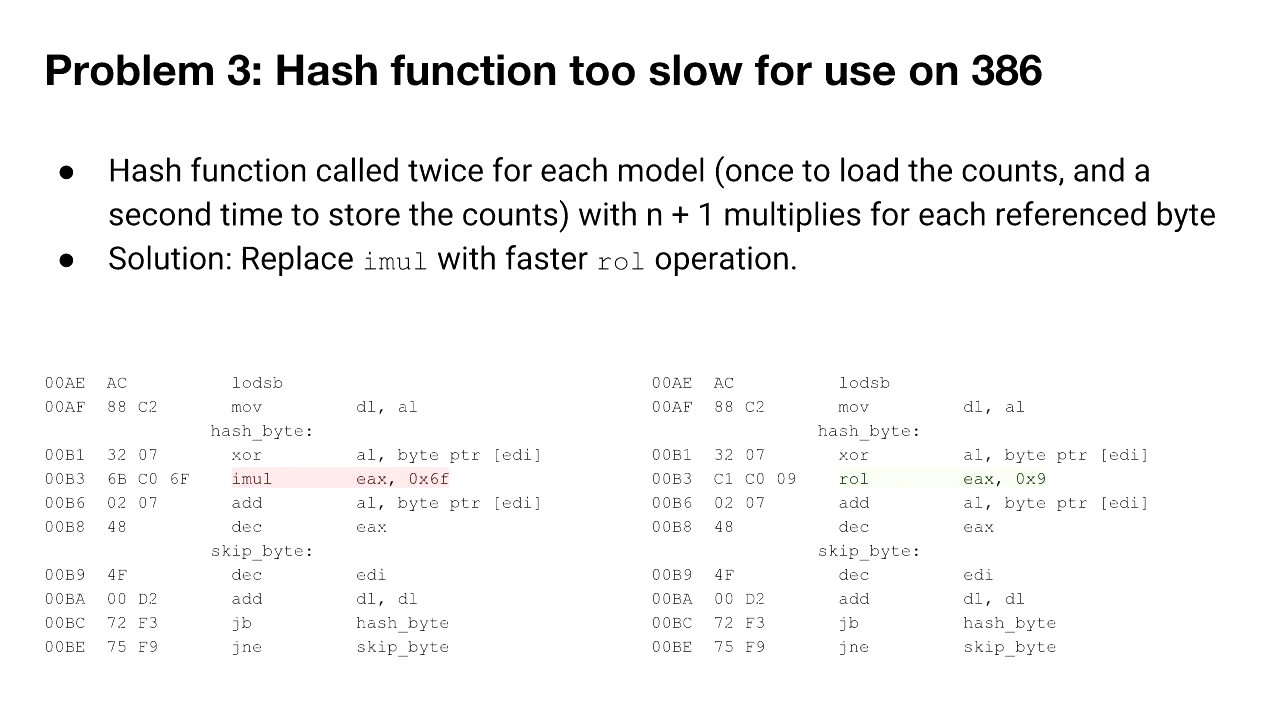 Problem 3: Hash function too slow for use on 386
● Hash function called twice for each model (once to load the counts, and a
second time to store the counts) with n + 1 multiplies for each referenced byte
● Solution: Replace imul with faster rol operation.
00AE AC lodsb
00AF 88 C2 mov dl, al
hash_byte:
00B1 32 07 xor al, byte ptr [edi]
00B3 6B C0 6F imul eax, 0x6f
00B6 02 07 add al, byte ptr [edi]
00B8 48 dec eax
skip_byte:
00B9 4F dec edi
00BA 00 D2 add dl, dl
00BC 72 F3 jb hash_byte
00BE 75 F9 jne skip_byte
00AE AC lodsb
00AF 88 C2 mov dl, al
hash_byte:
00B1 32 07 xor al, byte ptr [edi]
00B3 C1 C0 09 rol eax, 0x9
00B6 02 07 add al, byte ptr [edi]
00B8 48 dec eax
skip_byte:
00B9 4F dec edi
00BA 00 D2 add dl, dl
00BC 72 F3 jb hash_byte
00BE 75 F9 jne skip_byte